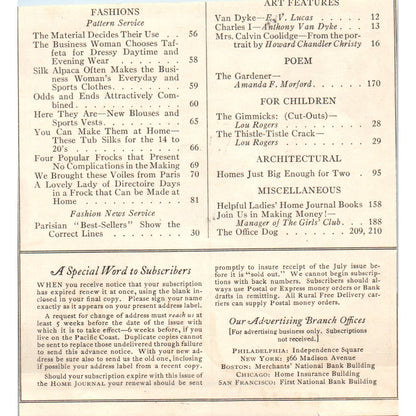 FASHIONS
Pattern Service
The Material Decides Their Use . . 56
The Business Woman Chooses Taf-
feta for Dressy Daytime and
Evening Wear . . . . . 58
Silk Alpaca Often Makes the Busi-
ness Woman's Everyday and
Sports Clothes . . . . . 59
Odds and Ends Attractively Com-
bined . . . . . . . 60
Here They Are—New Blouses and
Sports Vests . . . . . . 65
You Can Make Them at Home—
These Tub Silks for the 14 to
20's . . . . . . . 66
Four Popular Frocks that Present
No Complications in the Making 69
We Brought these Voiles from Paris 70
A Lovely Lady of Directoire Days
in a Frock that Can be Made at
Home . . . . . . . 81
Fashion News Service
Parisian "Best-Sellers" Show the
Correct Lines . . . . . 30
ART FEATURES
Van Dyke—E. V. Lucas . . . . 12
Charles I—Anthony Van Dyke . . 13
Mrs. Calvin Coolidge—From the por-
trait by Howard Chandler Christy 16
POEM
The Gardener—
Amanda F. Morford . . . . 170
FOR CHILDREN
The Gimmicks: (Cut-Outs)—
Lou Rogers . . . . . . 28
The Thistle-Tistle Crack—
Lou Rogers . . . . . . 29
ARCHITECTURAL
Homes Just Big Enough for Two . 95
MISCELLANEOUS
Helpful Ladies' Home Journal Books 158
Join Us in Making Money!—
Manager of The Girls' Club . . . 188
The Office Dog . . . . . 209, 210
A Special Word to Subscribers
WHEN you receive notice that your subscription
has expired renew it at once, using the blank in-
closed in your final copy. Please sign your name
exactly as it appears on your present address label.
A request for change of address must reach us at
least 5 weeks before the date of the issue with
which it is to take effect—6 weeks before, if you
live on the Pacific Coast. Duplicate copies cannot
be sent to replace those undelivered through failure
to send this advance notice. With your new ad-
dress be sure also to send us the old one, inclosing
if possible your address label from a recent copy.
Should your subscription expire with this issue of
the HOME JOURNAL your renewal should be sent
promptly to insure receipt of the July issue before
it is "sold out." We cannot begin subscriptions
with back numbers. Subscribers should always
use Postal or Express money orders or Bank
drafts in remitting. All Rural Free Delivery car-
riers can supply Postal money orders.
Our Advertising Branch Offices
[For advertising business only. Subscriptions not received.]
PHILADELPHIA: Independence Square
NEW YORK: 366 Madison Avenue
BOSTON: Merchants' National Bank Building
CHICAGO: Home Insurance Building
SAN FRANCISCO: First National Bank Building